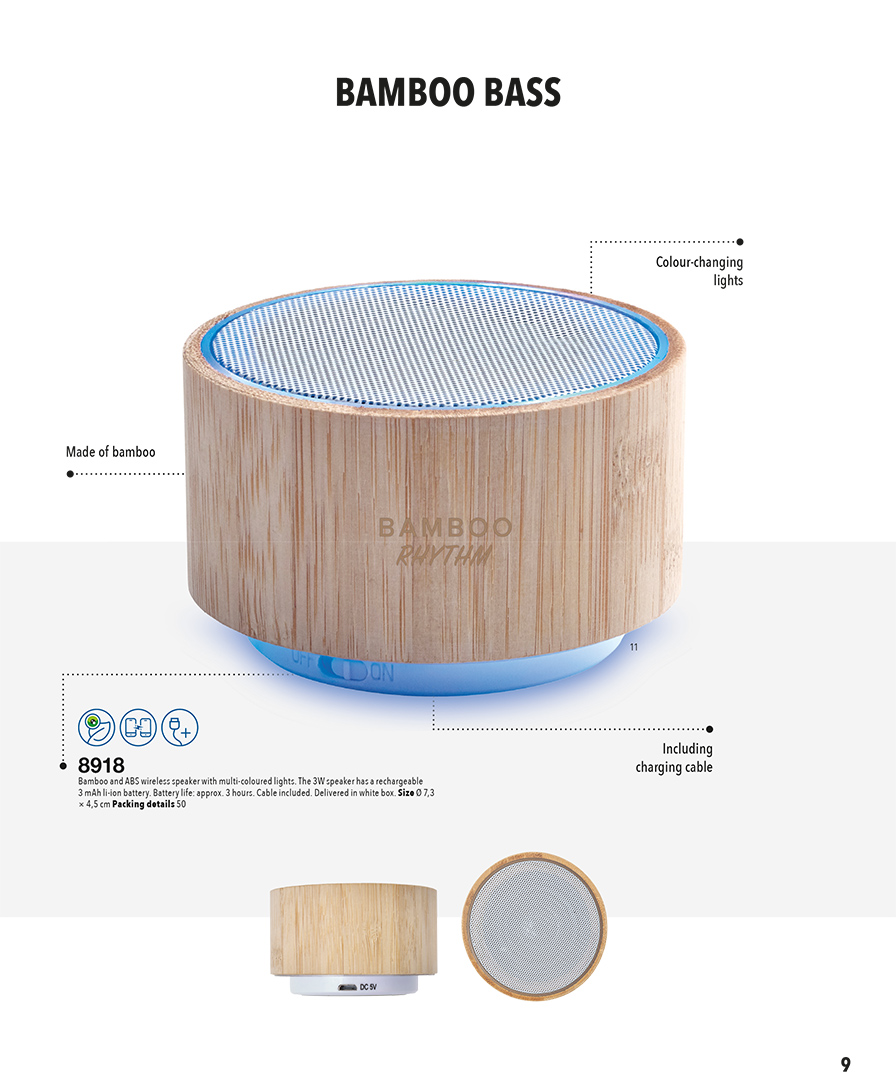 BAMBOO BASS
Colour-changing
lights
Made of bamboo
BAMBOO
RHYTHM
11
OFF ON
Including
charging cable
8918
Bamboo and ABS wireless speaker with multi-coloured lights. The 3W speaker has a rechargeable
3 mAh li-ion battery. Battery life: approx. 3 hours. Cable included. Delivered in white box. Size Ø 7,3
× 4,5 cm Packing details 50
DC 5V
9